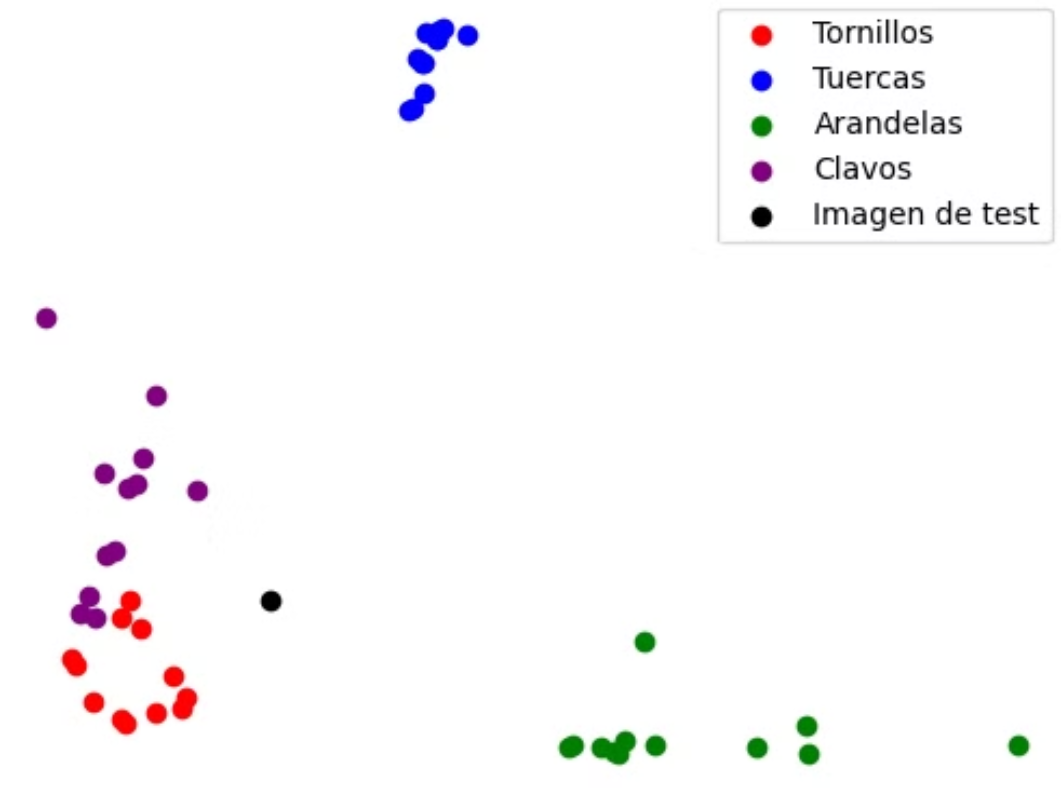 Tornillos
Tuercas
Arandelas
Clavos
Imagen de test